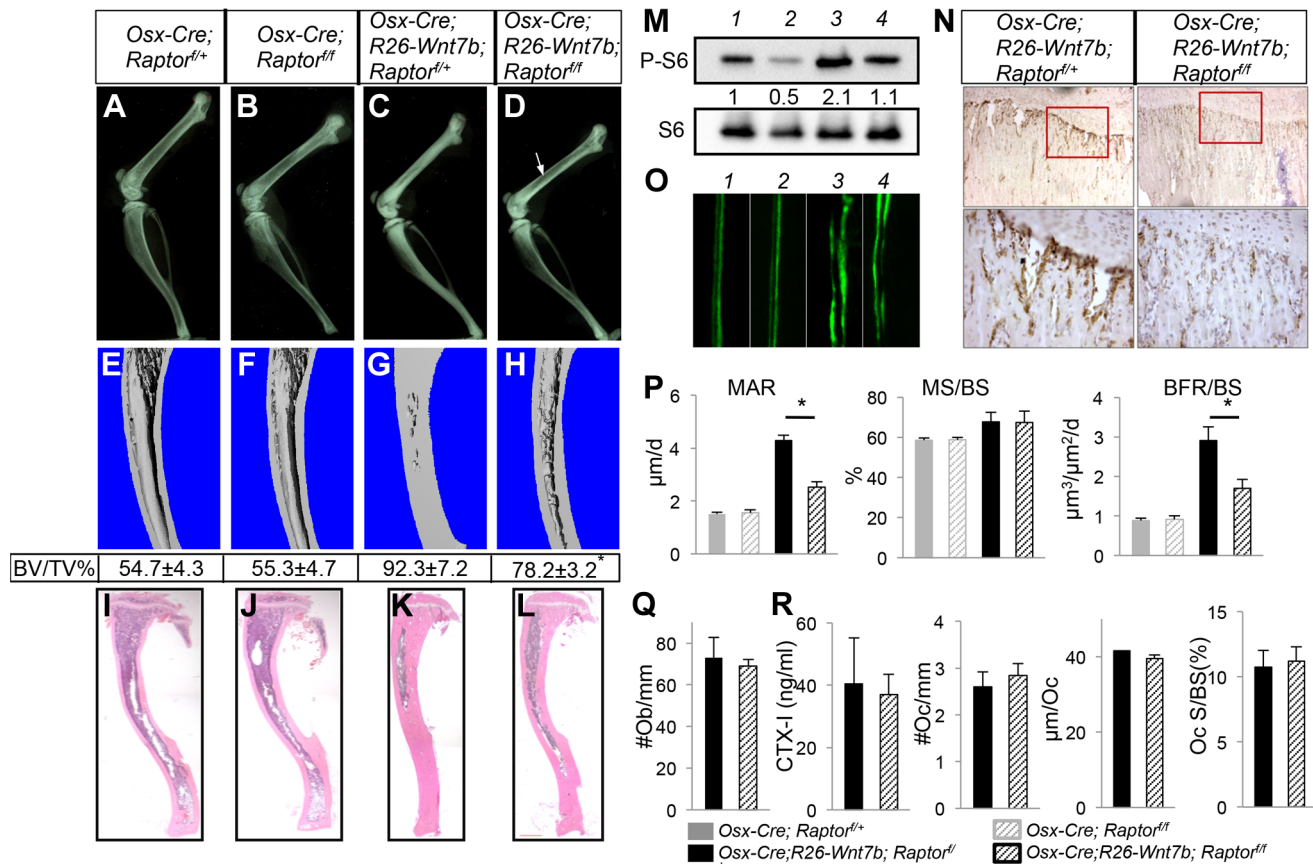 Osx-Cre;
Raptorf/+
Osx-Cre;
Raptorf/f
Osx-Cre;
R26-Wnt7b;
Raptorf/+
Osx-Cre;
R26-Wnt7b;
Raptorf/f
A
B
C
D
E
F
G
H
BV/TV%
54.7±4.3
55.3±4.7
92.3±7.2
78.2±3.2*
I
J
K
L
M
1 2 3 4
P-S6
1 0.5 2.1 1.1
S6
N
Osx-Cre;
R26-Wnt7b;
Raptorf/+
Osx-Cre;
R26-Wnt7b;
Raptorf/f
O
1 2 3 4
P
MAR
µm/d
6
4
2
0
*
MS/BS
%
80
60
40
20
0
BFR/BS
µm³/µm²/d
4
3
2
1
0
*
Q
#Ob/mm
80
60
40
20
0
R
CTX-I (ng/ml)
60
40
20
0
#Oc/mm
4
3
2
1
0
µm/Oc
40
20
0
Oc S/BS(%)
15
10
5
0
Osx-Cre; Raptorf/+
Osx-Cre; Raptorf/f
Osx-Cre;R26-Wnt7b; Raptorf/
Osx-Cre;R26-Wnt7b; Raptorf/f